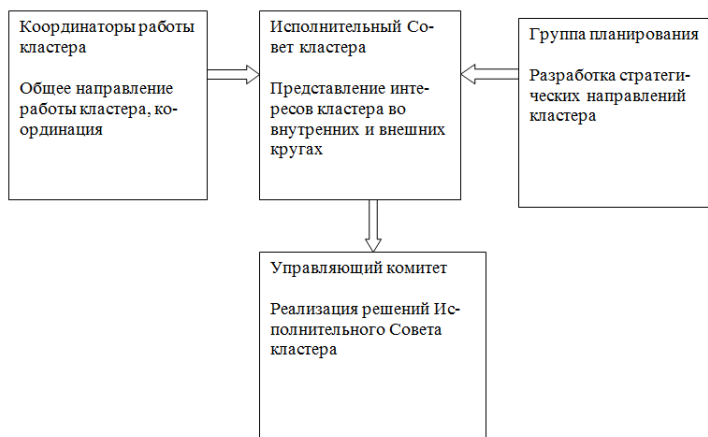 Координаторы работы
кластера
Общее направление
работы кластера, ко-
ординация
Исполнительный Со-
вет кластера
Представление инте-
ресов кластера во
внутренних и внешних
кругах
Группа планирования
Разработка стратеги-
ических направлений
кластера
Управляющий комитет
Реализация решений Ис-
полнительного Совета
кластера